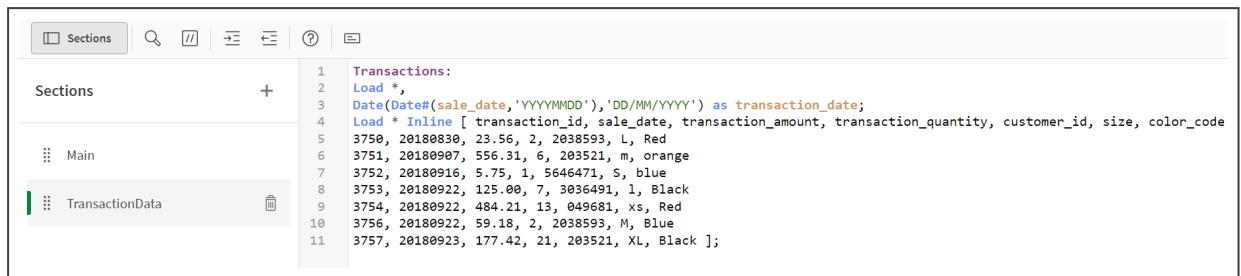 Sections
Sections
+
Main
TransactionData
1 Transactions:
2 Load *,
3 Date(Date#(sale_date,'YYYYMMDD'),'DD/MM/YYYY') as transaction_date;
4 Load * Inline [ transaction_id, sale_date, transaction_amount, transaction_quantity, customer_id, size, color_code
5 3750, 20180830, 23.56, 2, 2038593, L, Red
6 3751, 20180907, 556.31, 6, 203521, m, orange
7 3752, 20180916, 5.75, 1, 5646471, S, blue
8 3753, 20180922, 125.00, 7, 3036491, l, Black
9 3754, 20180922, 484.21, 13, 049681, xs, Red
10 3756, 20180922, 59.18, 2, 2038593, M, Blue
11 3757, 20180923, 177.42, 21, 203521, XL, Black ];